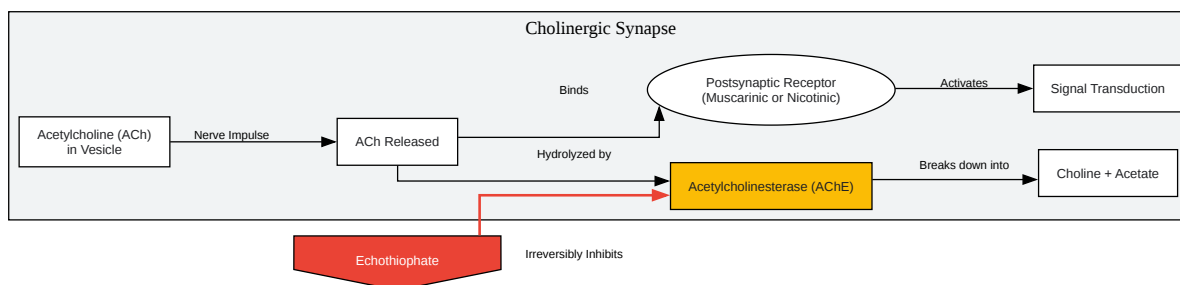 Cholinergic Synapse
Acetylcholine (ACh)
in Vesicle
Nerve Impulse
ACh Released
Binds
Postsynaptic Receptor
(Muscarinic or Nicotinic)
Activates
Signal Transduction
Hydrolyzed by
Acetylcholinesterase (AChE)
Breaks down into
Choline + Acetate
Echothiophate
Irreversibly Inhibits